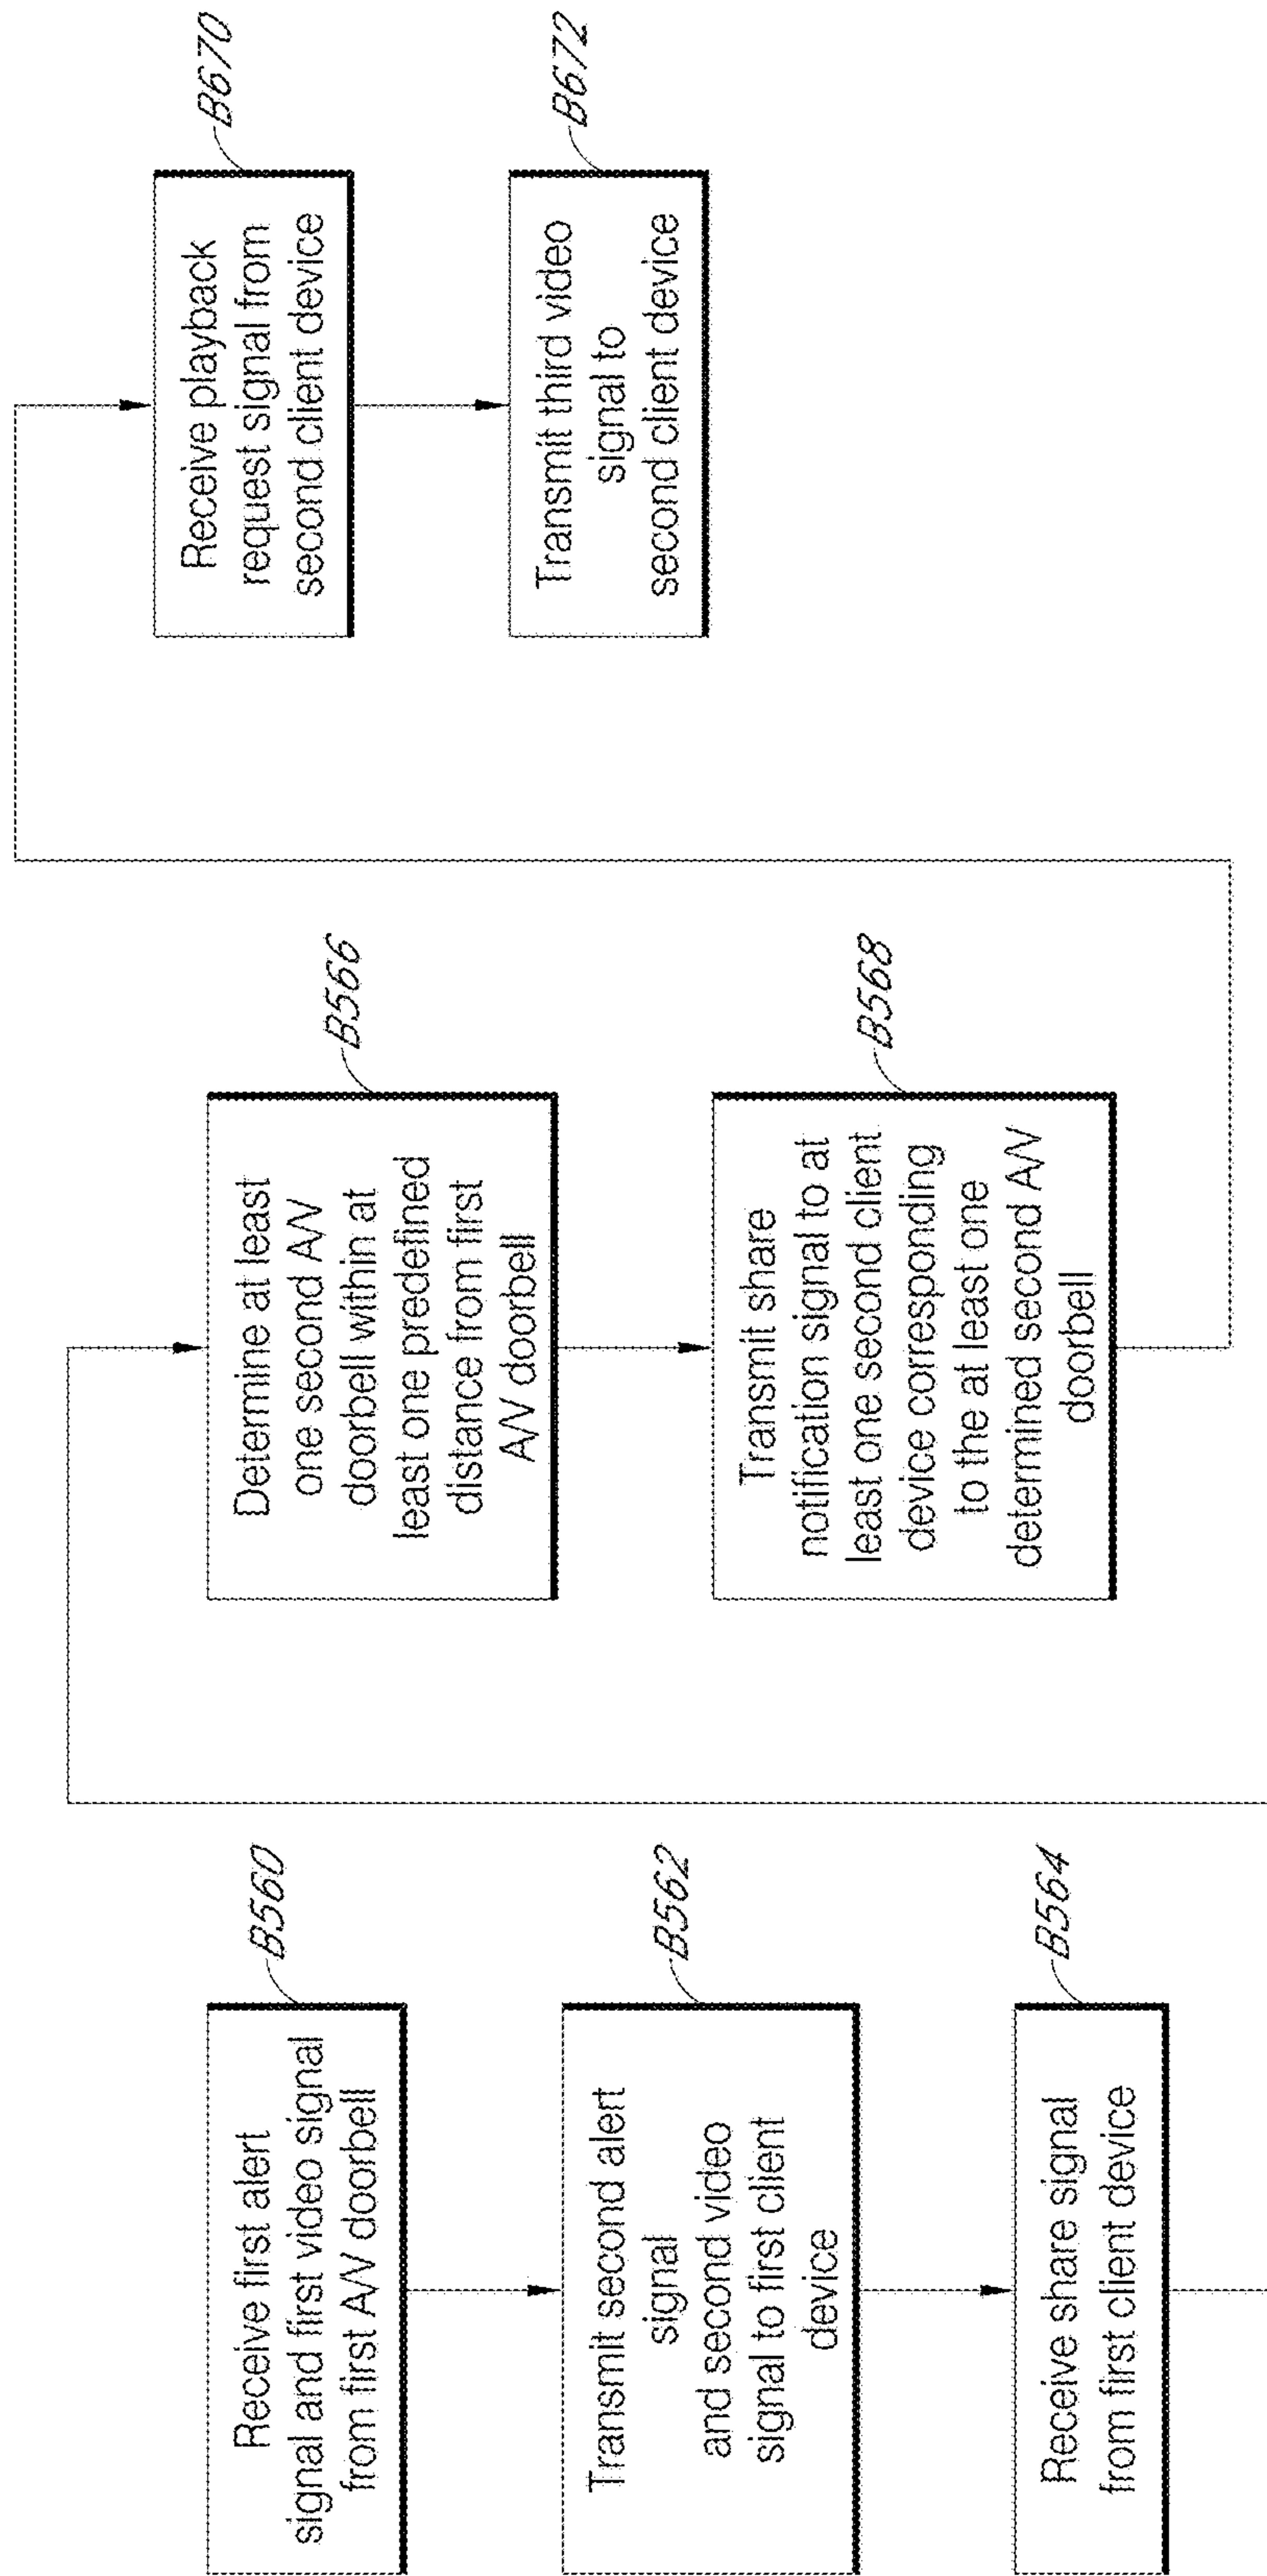 Receive first alert
signal and first video signal
from first A/V doorbell
B560
Transmit second alert
signal
and second video
signal to first client
device
B562
Receive share signal
from first client device
B564
Determine at least
one second A/V
doorbell within at
least one predefined
distance from first
A/V doorbell
B566
Transmit share
notification signal to at
least one second client
device corresponding
to the at least one
determined second A/V
doorbell
B568
Receive playback
request signal from
second client device
B670
Transmit third video
signal to
second client device
B672